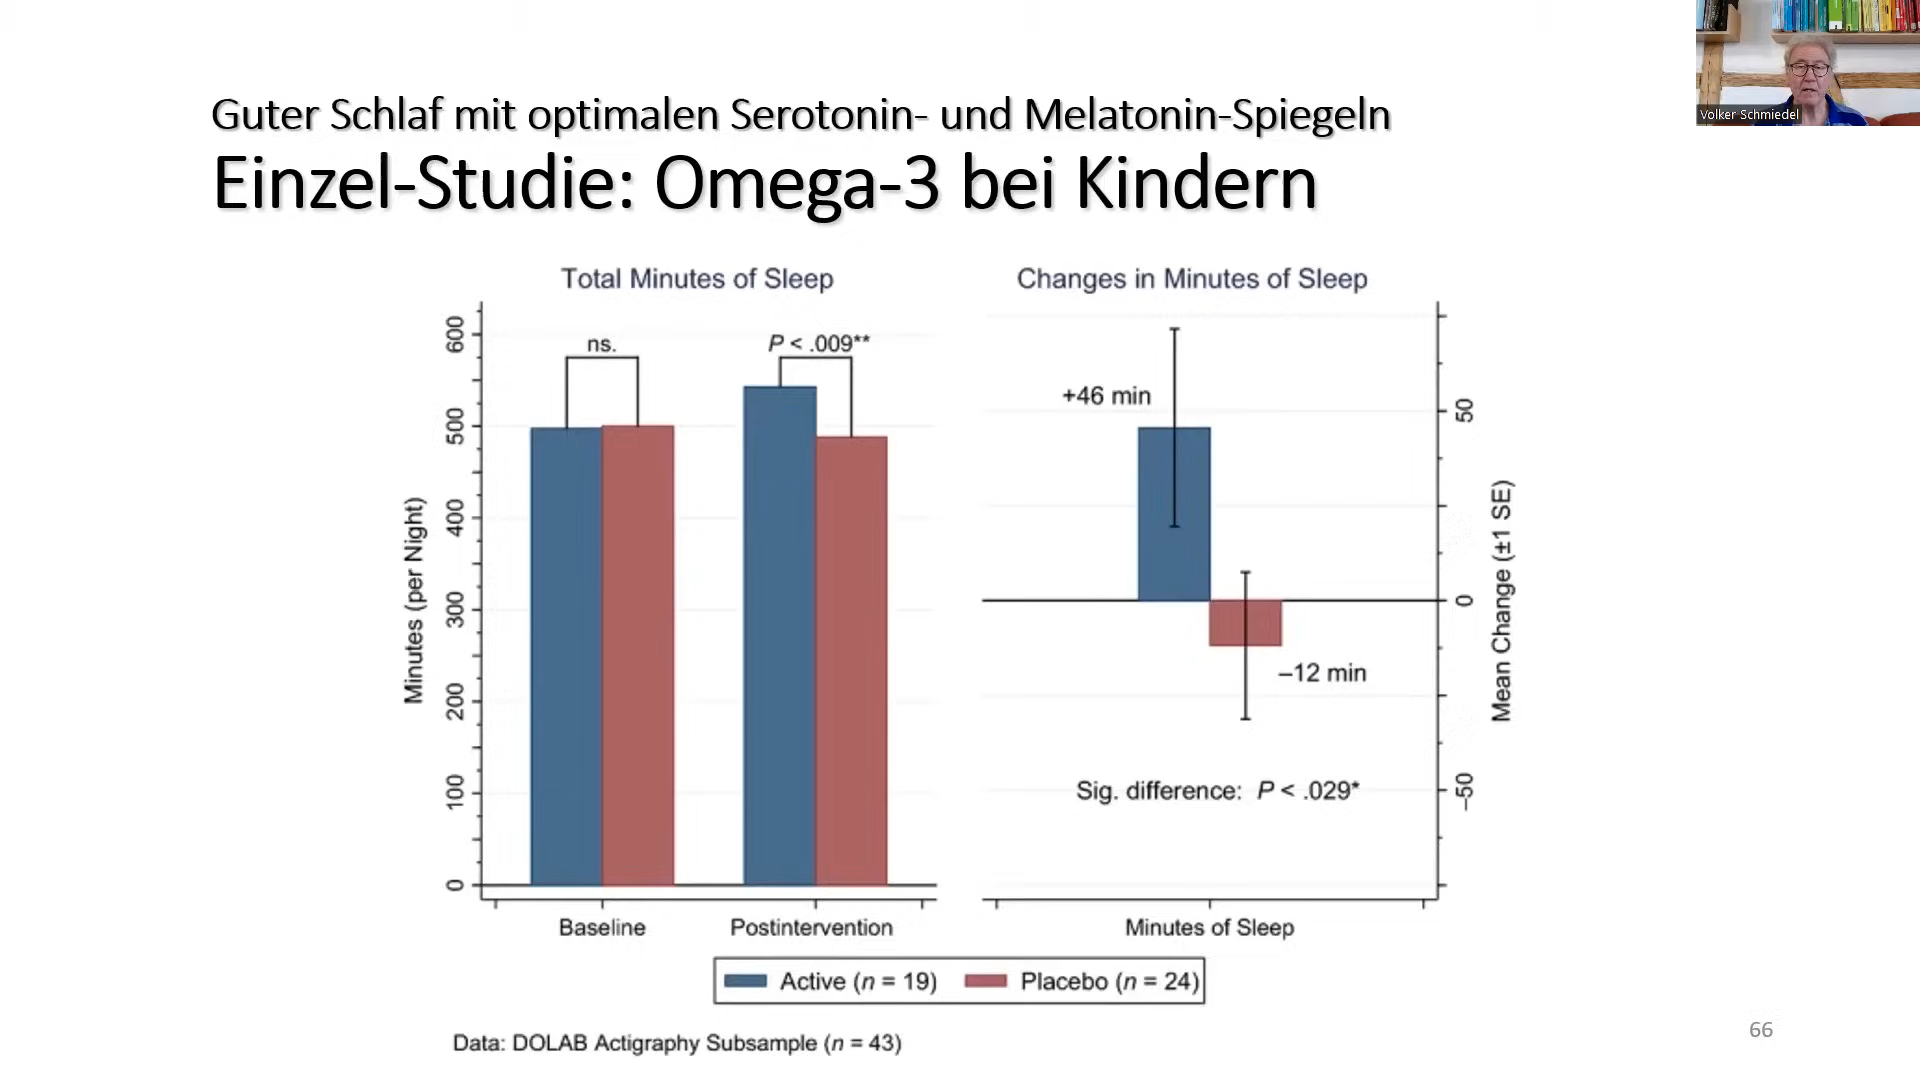 Volker Schmiedel
Guter Schlaf mit optimalen Serotonin- und Melatonin-Spiegeln
Einzel-Studie: Omega-3 bei Kindern
Total Minutes of Sleep
Minutes (per Night)
600
500
400
300
200
100
0
ns.
P < .009**
Baseline
Postintervention
Changes in Minutes of Sleep
+46 min
–12 min
Sig. difference: P < .029*
50
0
–50
Mean Change (±1 SE)
Minutes of Sleep
Active (n = 19)
Placebo (n = 24)
Data: DOLAB Actigraphy Subsample (n = 43)
66